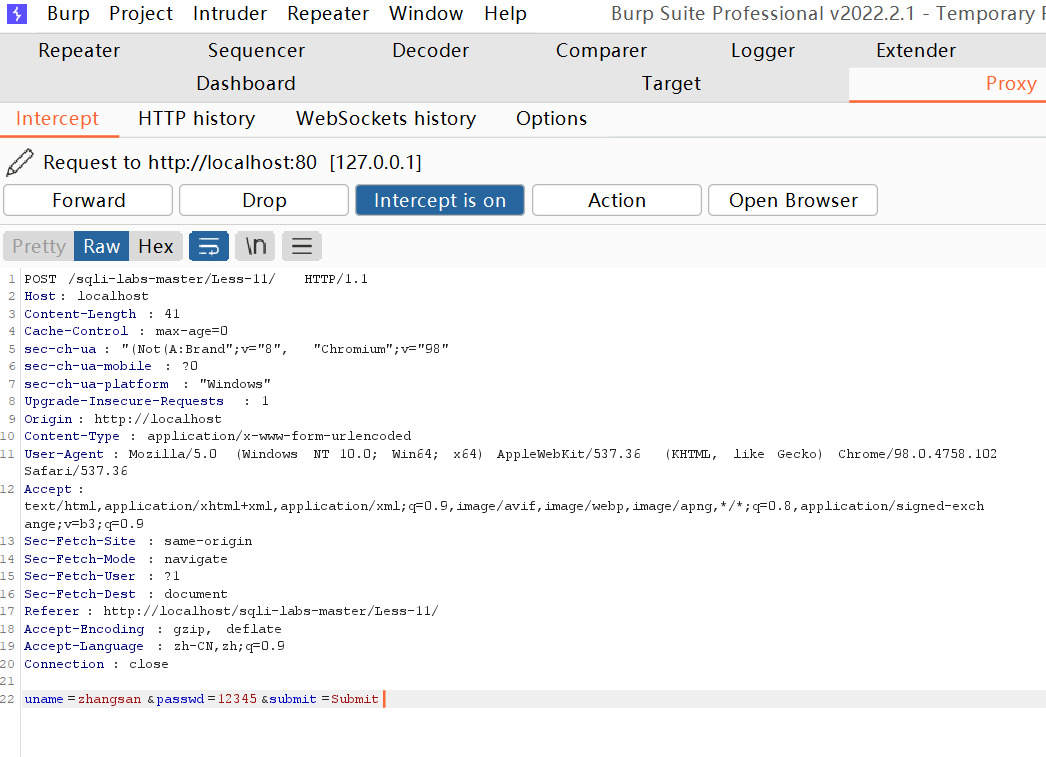 Burp Project Intruder Repeater Window Help Burp Suite Professional v2022.2.1 - Temporary
Repeater Sequencer Decoder Comparer Logger Extender
Dashboard Target Proxy
Intercept HTTP history WebSockets history Options
Request to http://localhost:80 [127.0.0.1]
Forward Drop Intercept is on Action Open Browser
Pretty Raw Hex \n
1 POST /sqli-labs-master/Less-11/ HTTP/1.1
2 Host : localhost
3 Content-Length : 41
4 Cache-Control : max-age=0
5 sec-ch-ua : "(Not(A:Brand";v="8", "Chromium";v="98"
6 sec-ch-ua-mobile : ?0
7 sec-ch-ua-platform : "Windows"
8 Upgrade-Insecure-Requests : 1
9 Origin : http://localhost
10 Content-Type : application/x-www-form-urlencoded
11 User-Agent : Mozilla/5.0 (Windows NT 10.0; Win64; x64) AppleWebKit/537.36 (KHTML, like Gecko) Chrome/98.0.4758.102
Safari/537.36
12 Accept :
text/html,application/xhtml+xml,application/xml;q=0.9,image/avif,image/webp,image/apng,*/*;q=0.8,application/signed-exch
ange;v=b3;q=0.9
13 Sec-Fetch-Site : same-origin
14 Sec-Fetch-Mode : navigate
15 Sec-Fetch-User : ?1
16 Sec-Fetch-Dest : document
17 Referer : http://localhost/sqli-labs-master/Less-11/
18 Accept-Encoding : gzip, deflate
19 Accept-Language : zh-CN,zh;q=0.9
20 Connection : close
21
22 uname =zhangsan &passwd =12345 &submit =Submit